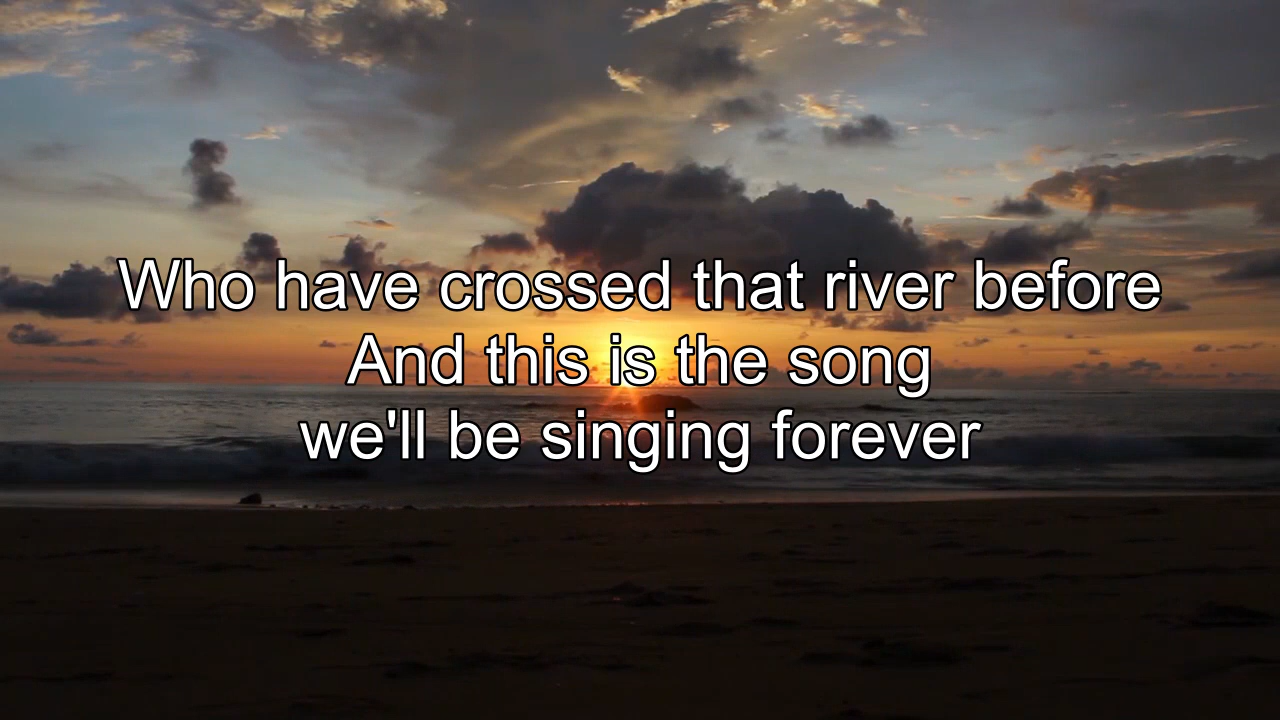 Who have crossed that river before
And this is the song
we'll be singing forever